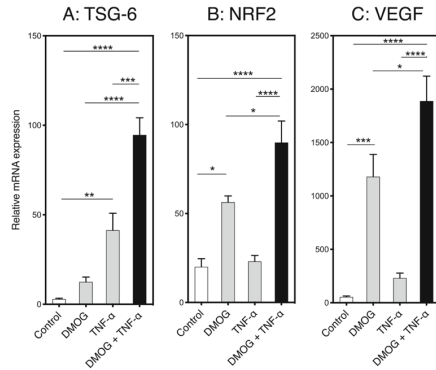 A: TSG-6
B: NRF2
C: VEGF
Relative mRNA expression
150
100
50
0
****
***
****
**
Control
DMOG
TNF-α
DMOG + TNF-α
150
100
50
0
****
****
*
*
Control
DMOG
TNF-α
DMOG + TNF-α
2500
2000
1500
1000
500
0
****
****
*
***
Control
DMOG
TNF-α
DMOG + TNF-α